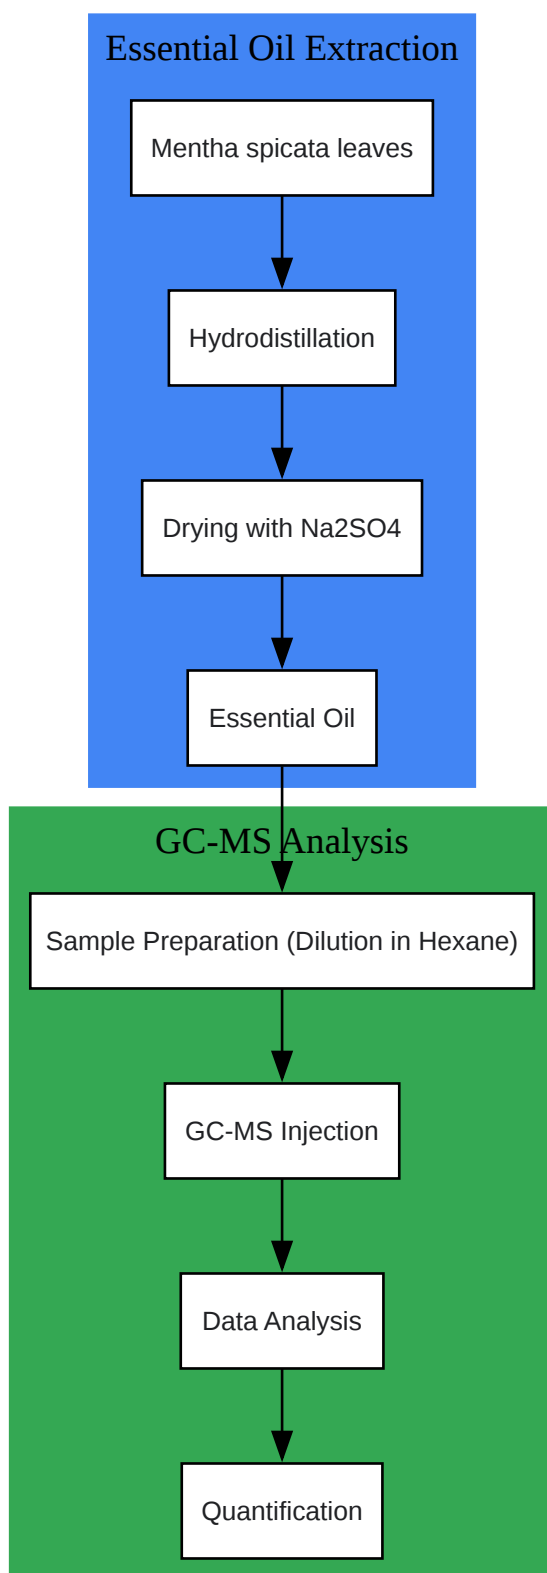 Essential Oil Extraction
Mentha spicata leaves
Hydrodistillation
Drying with Na2SO4
Essential Oil
GC-MS Analysis
Sample Preparation (Dilution in Hexane)
GC-MS Injection
Data Analysis
Quantification